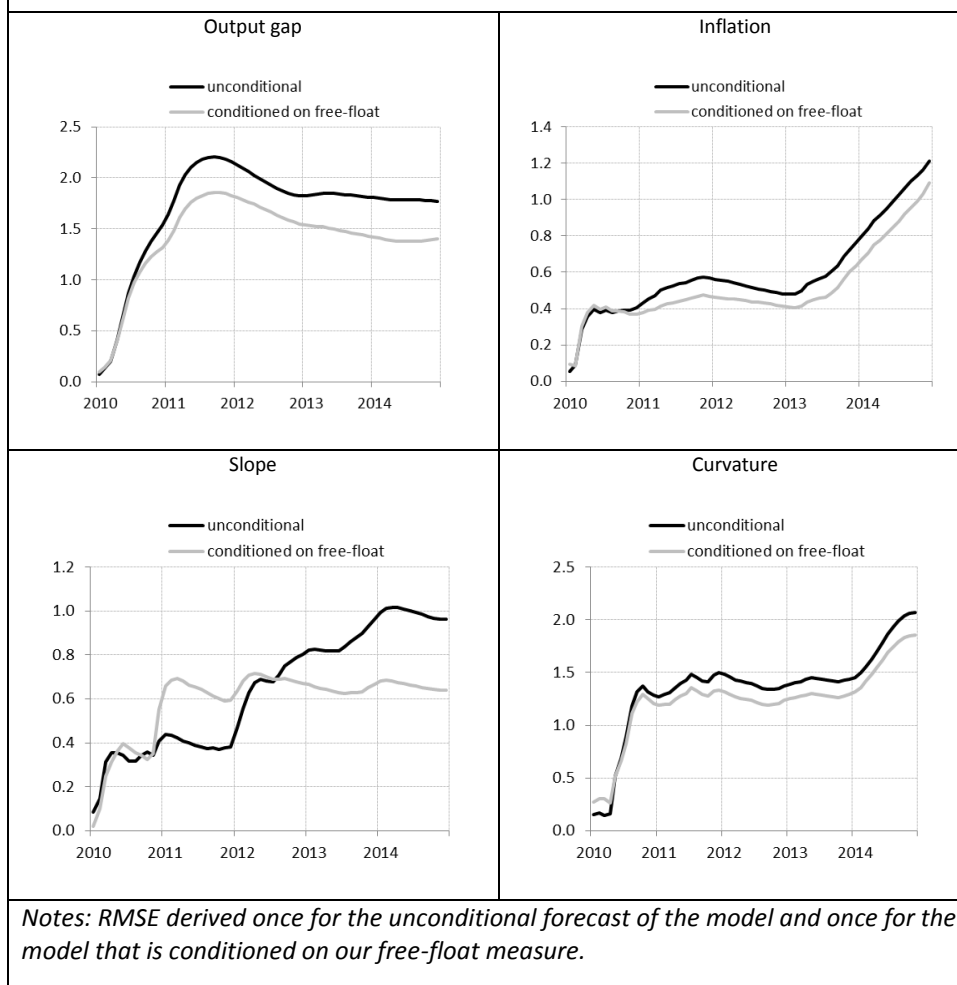 Output gap
unconditional
conditioned on free-float
2.5
2.0
1.5
1.0
0.5
0.0
2010 2011 2012 2013 2014
Inflation
unconditional
conditioned on free-float
1.4
1.2
1.0
0.8
0.6
0.4
0.2
0.0
2010 2011 2012 2013 2014
Slope
unconditional
conditioned on free-float
1.2
1.0
0.8
0.6
0.4
0.2
0.0
2010 2011 2012 2013 2014
Curvature
unconditional
conditioned on free-float
2.5
2.0
1.5
1.0
0.5
0.0
2010 2011 2012 2013 2014
Notes: RMSE derived once for the unconditional forecast of the model and once for the
model that is conditioned on our free-float measure.